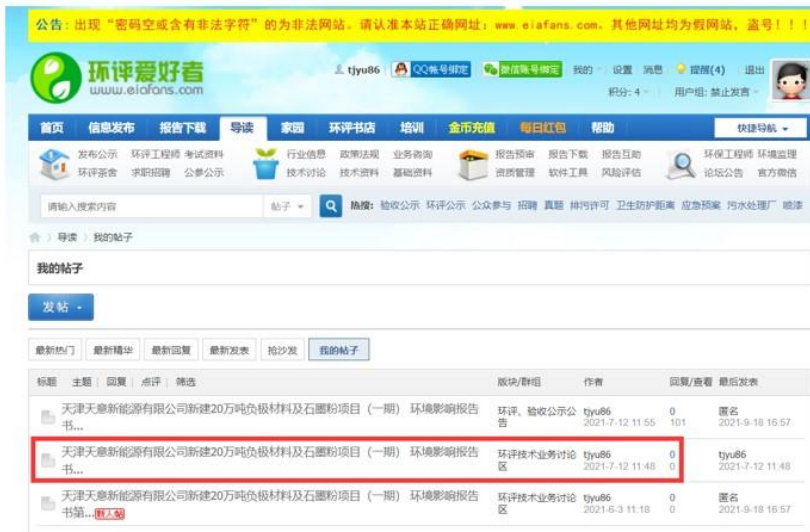 公告：出现“密码空或含有非法字符”的为非法网站。请认准本站正确网址：www.eiafans.com。其他网址均为假网站，盗号！！！
环评爱好者
www.eiafans.com
tjyu86 QQ帐号绑定 微信账号绑定 我的 设置 消息 提醒(4) 退出
积分: 4 用户组: 禁止发言
首页 信息发布 报告下载 导读 家园 环评书店 培训 金币充值 每日红包 帮助 快捷导航
发布公示 环评工程师 考试资料 行业信息 政策法规 业务咨询 报告预审 报告下载 报告互助 环保工程师 环境监理
环评茶舍 求职招聘 公参公示 技术讨论 技术资料 基础资料 资质管理 软件工具 风险评估 论坛公告 官方微信
请输入搜索内容 帖子 热搜: 验收公示 环评公示 公众参与 招聘 真题 排污许可 卫生防护距离 应急预案 污水处理厂 喷漆
导读 我的帖子
我的帖子
发帖
最新热门 最新精华 最新回复 最新发表 抢沙发 我的帖子
标题 主题 回复 点评 筛选 版块/群组 作者 回复/查看 最后发表
天津天意新能源有限公司新建20万吨负极材料及石墨粉项目（一期） 环境影响报告 环评、验收公示公 tjyu86 0 匿名
书... 告 2021-7-12 11:55 101 2021-9-18 16:57
天津天意新能源有限公司新建20万吨负极材料及石墨粉项目（一期） 环境影响报告 环评技术业务讨论 tjyu86 0 tjyu86
书... 区 2021-7-12 11:48 0 2021-7-12 11:48
天津天意新能源有限公司新建20万吨负极材料及石墨粉项目（一期） 环境影响报告 环评技术业务讨论 tjyu86 0 匿名
书第... 新人帖 区 2021-6-3 11:18 0 2021-9-18 16:57